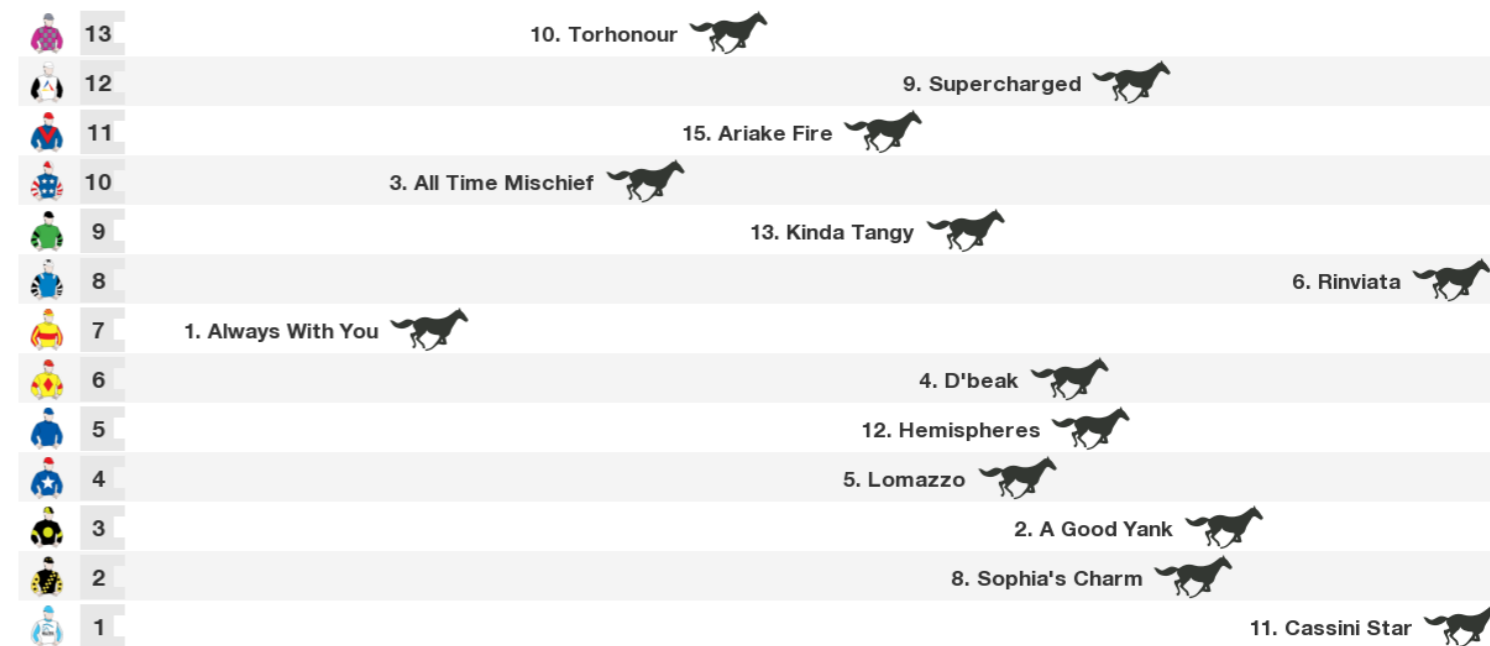 13 10. Torhonour
12 9. Supercharged
11 15. Ariake Fire
10 3. All Time Mischief
9 13. Kinda Tangy
8 6. Rinviata
7 1. Always With You
6 4. D'beak
5 12. Hemispheres
4 5. Lomazzo
3 2. A Good Yank
2 8. Sophia's Charm
1 11. Cassini Star